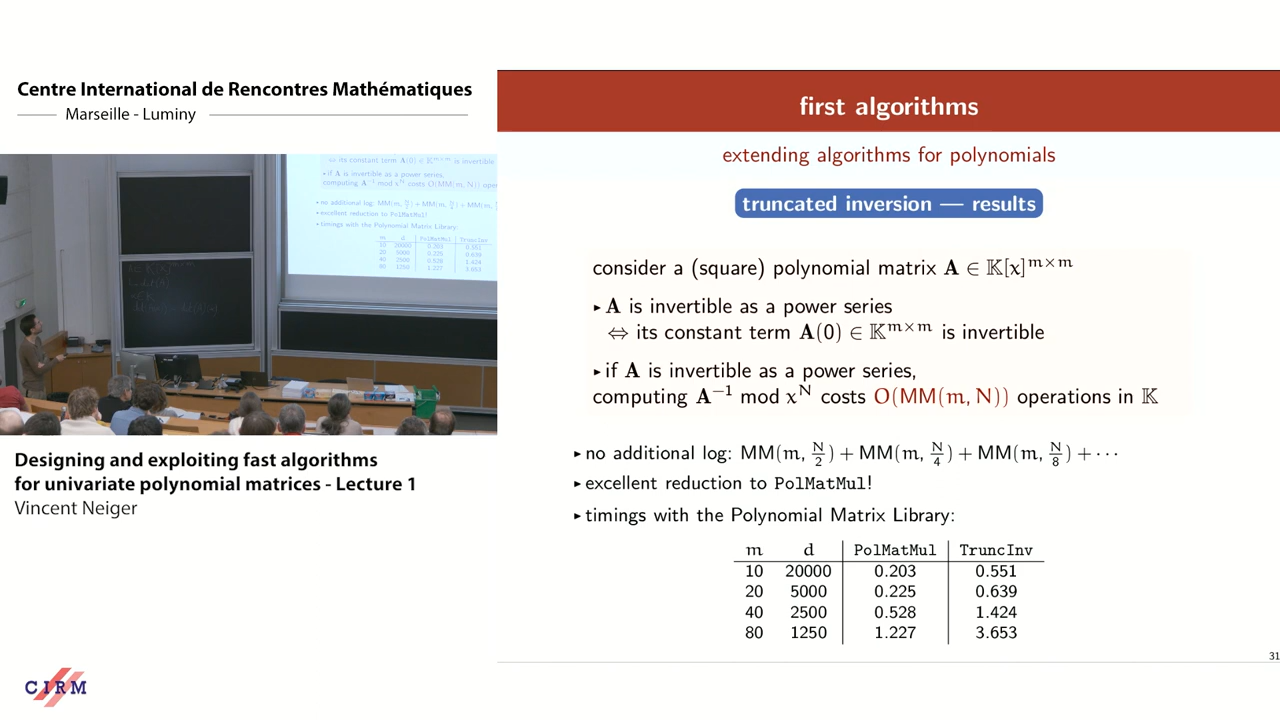 Centre International de Rencontres Mathématiques
Marseille - Luminy
Designing and exploiting fast algorithms
for univariate polynomial matrices - Lecture 1
Vincent Neiger
CIRM
first algorithms
extending algorithms for polynomials
truncated inversion — results
consider a (square) polynomial matrix A ∈ 𝕂[x]^{m×m}
▸ A is invertible as a power series
⇔ its constant term A(0) ∈ 𝕂^{m×m} is invertible
▸ if A is invertible as a power series,
computing A^{−1} mod x^N costs O(MM(m, N)) operations in 𝕂
▸ no additional log: MM(m, N/2) + MM(m, N/4) + MM(m, N/8) + ···
▸ excellent reduction to PolMatMul!
▸ timings with the Polynomial Matrix Library:
m d PolMatMul TruncInv
10 20000 0.203 0.551
20 5000 0.225 0.639
40 2500 0.528 1.424
80 1250 1.227 3.653
31